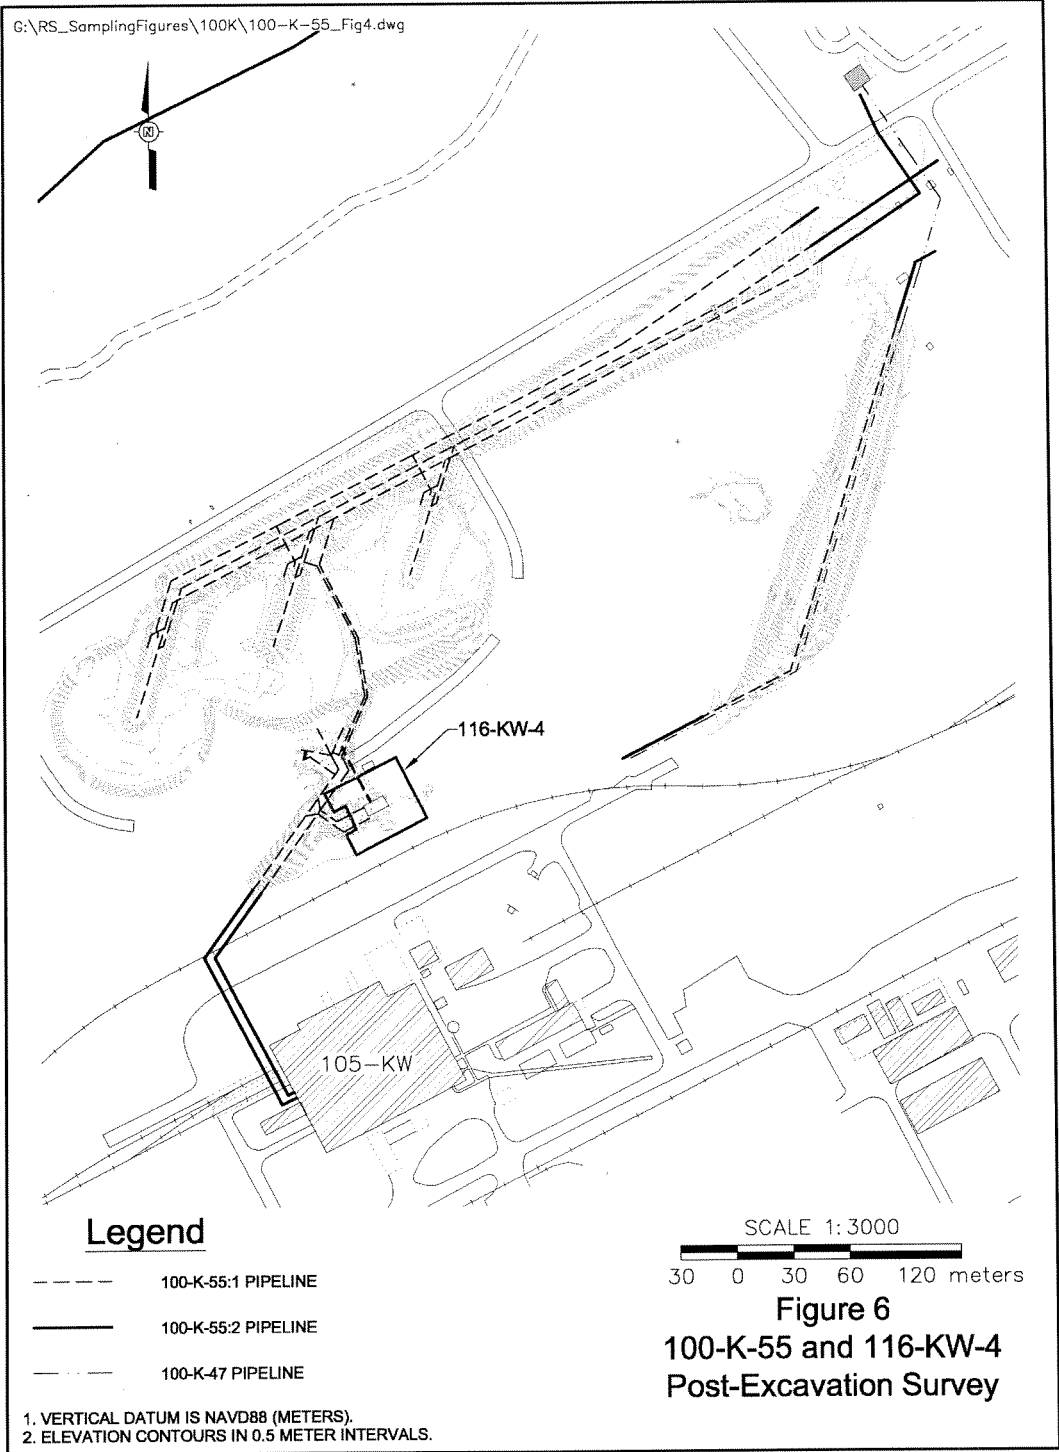 G:\RS_SamplingFigures\100K\100-K-55_Fig4.dwg
N
116-KW-4
105-KW
Legend
100-K-55:1 PIPELINE
100-K-55:2 PIPELINE
100-K-47 PIPELINE
1. VERTICAL DATUM IS NAVD88 (METERS).
2. ELEVATION CONTOURS IN 0.5 METER INTERVALS.
SCALE 1:3000
30 0 30 60 120 meters
Figure 6
100-K-55 and 116-KW-4
Post-Excavation Survey